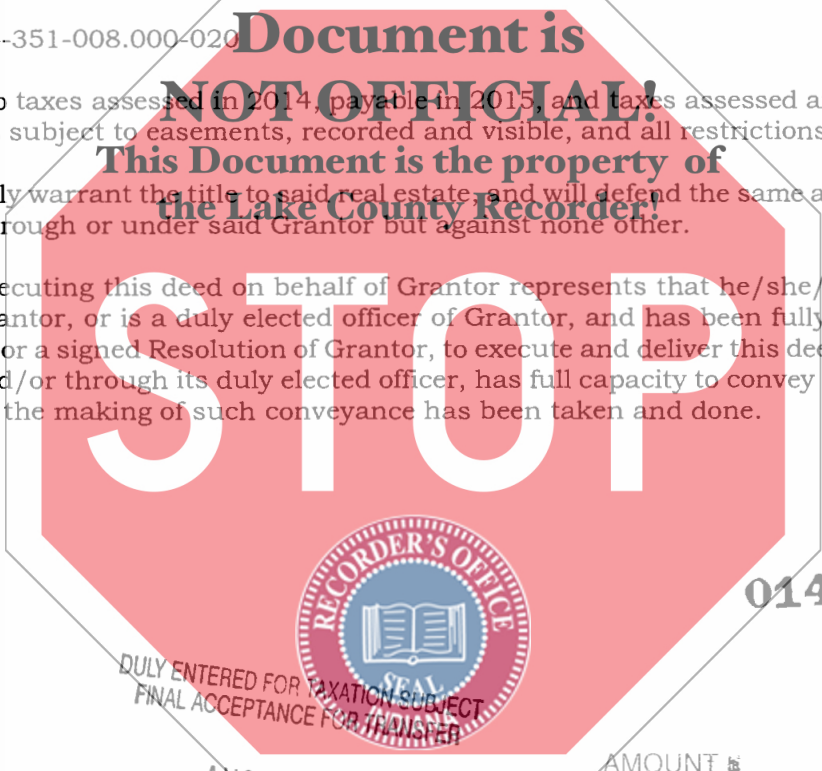 -351-008.000-020
Document is
NOT OFFICIAL!
taxes assessed in 2014, payable in 2015, and taxes assessed a
subject to easements, recorded and visible, and all restrictions
This Document is the property of
the Lake County Recorder!
ly warrant the title to said real estate, and will defend the same a
rough or under said Grantor but against none other.
ecuting this deed on behalf of Grantor represents that he/she/
antor, or is a duly elected officer of Grantor, and has been fully
or a signed Resolution of Grantor, to execute and deliver this dee
d/or through its duly elected officer, has full capacity to convey
the making of such conveyance has been taken and done.
STOP
RECORDER'S OFFICE
SEAL
INDIANA
014
DULY ENTERED FOR TAXATION SUBJECT
FINAL ACCEPTANCE FOR TRANSFER
AMOUNT $